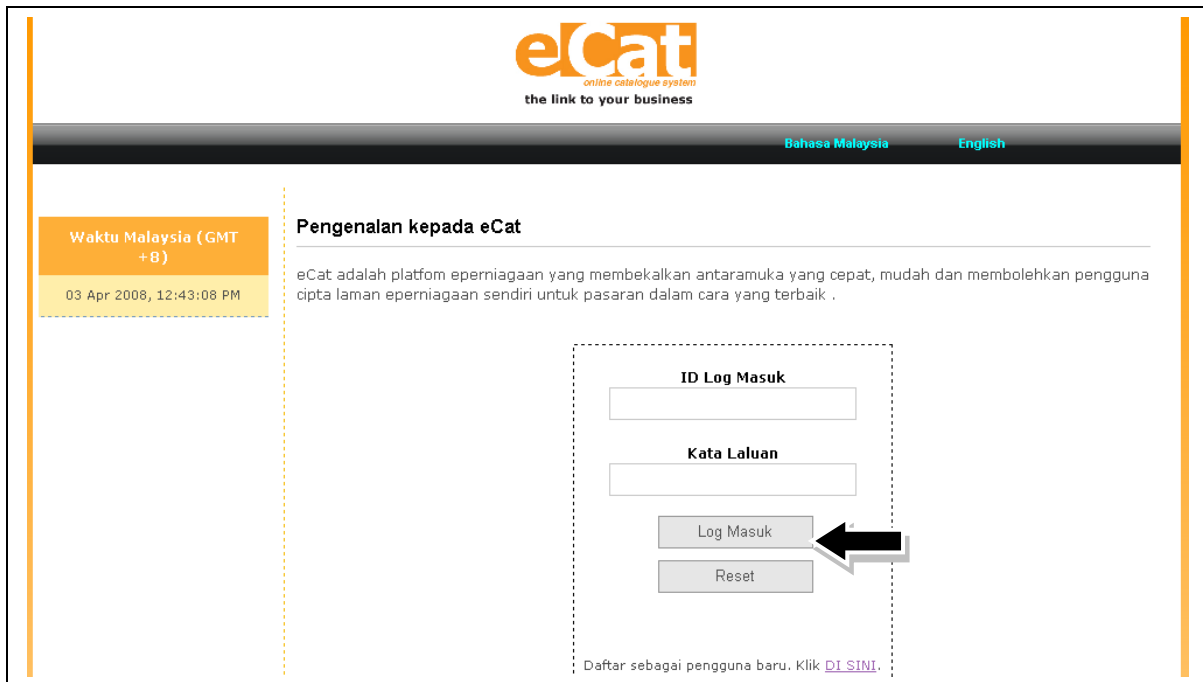 eCat
online catalogue system
the link to your business
Bahasa Malaysia English
Waktu Malaysia (GMT
+8)
03 Apr 2008, 12:43:08 PM
Pengenalan kepada eCat
eCat adalah platfom eperniagaan yang membekalkan antaramuka yang cepat, mudah dan membolehkan pengguna
cipta laman eperniagaan sendiri untuk pasaran dalam cara yang terbaik .
ID Log Masuk
Kata Laluan
Log Masuk
Reset
Daftar sebagai pengguna baru. Klik DI SINI.